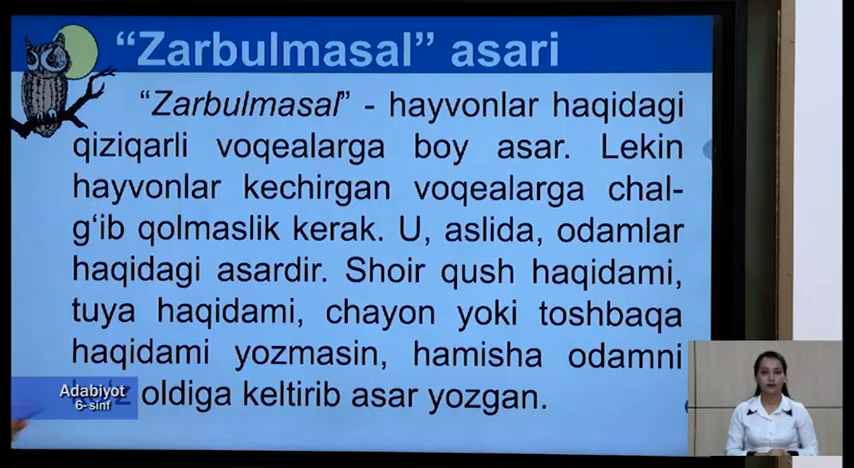 “Zarbulmasal” asari
“Zarbulmasal” - hayvonlar haqidagi
qiziqarli voqealarga boy asar. Lekin
hayvonlar kechirgan voqealarga chal-
g‘ib qolmaslik kerak. U, aslida, odamlar
haqidagi asardir. Shoir qush haqidami,
tuya haqidami, chayon yoki toshbaqa
haqidami yozmasin, hamisha odamni
oldiga keltirib asar yozgan.
Adabiyot
6- sinf